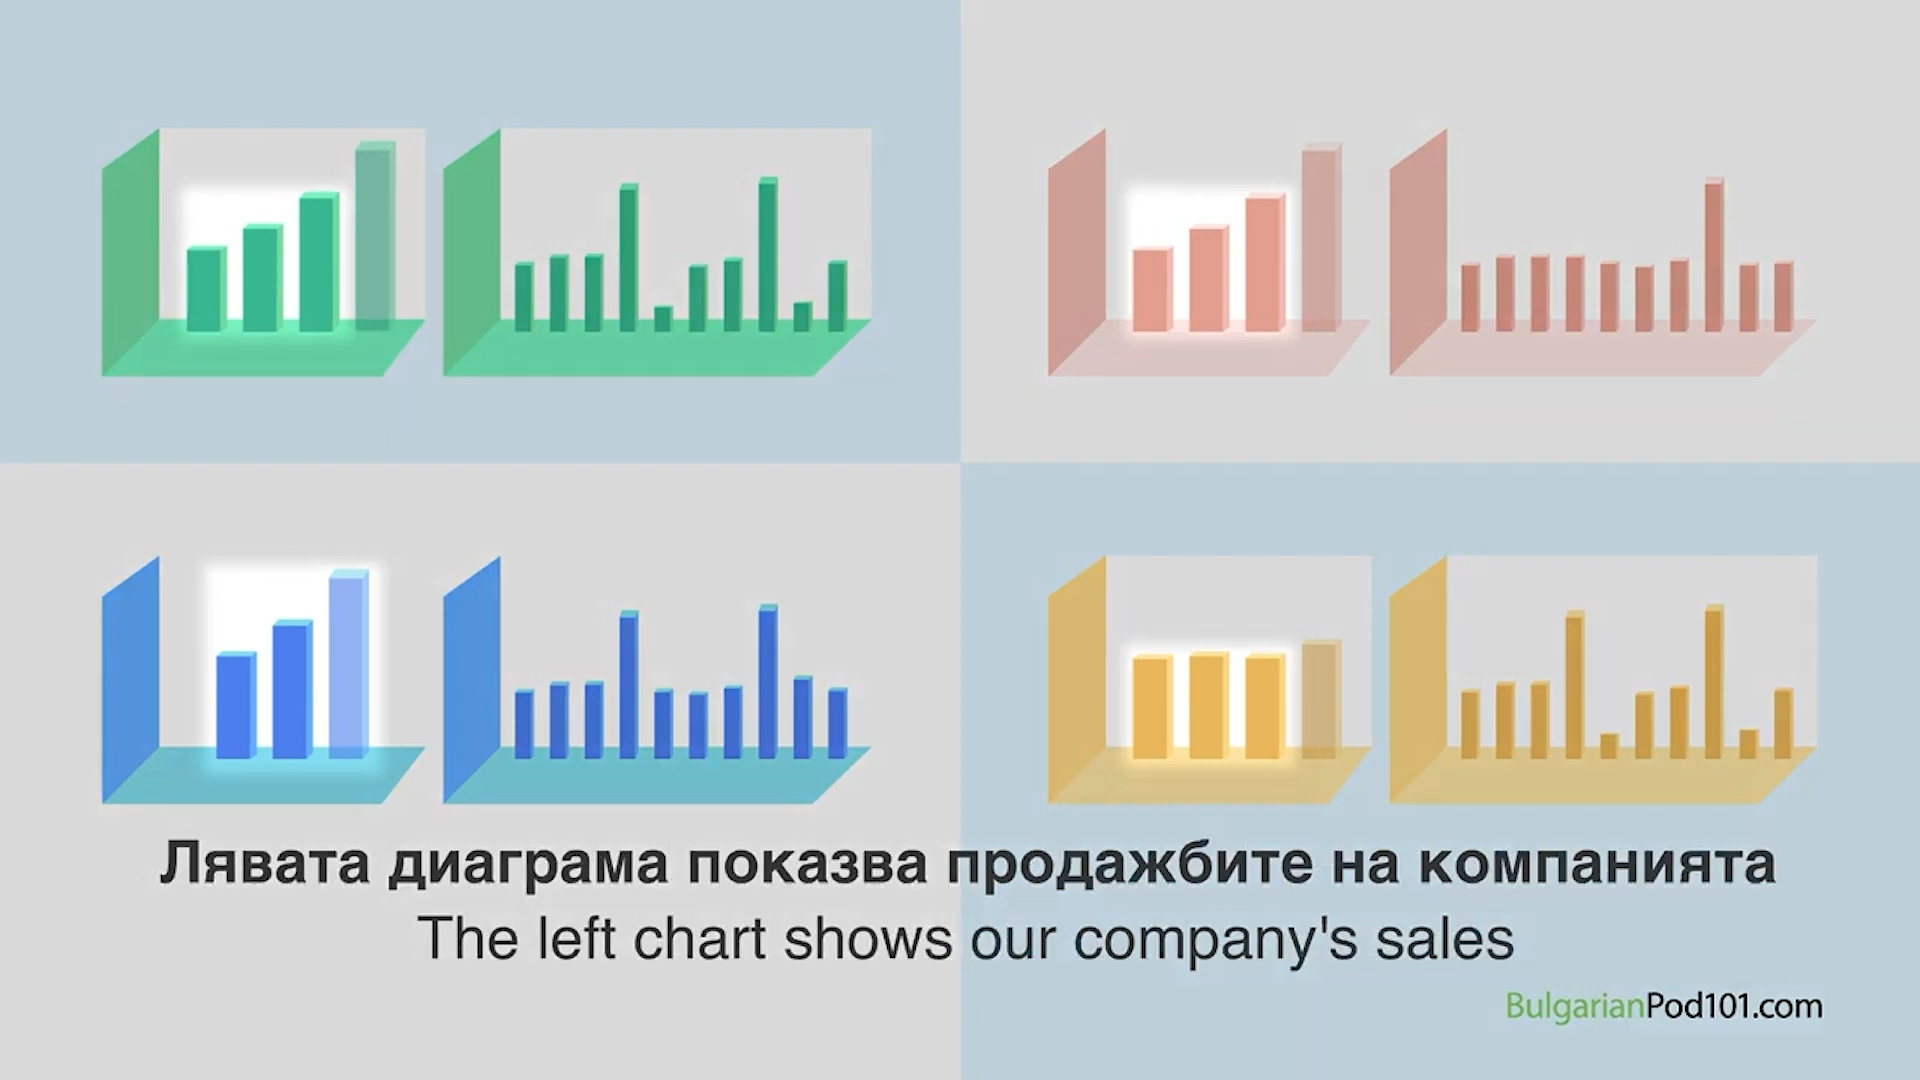 Лявата диаграма показва продажбите на компанията
The left chart shows our company's sales
BulgarianPod101.com